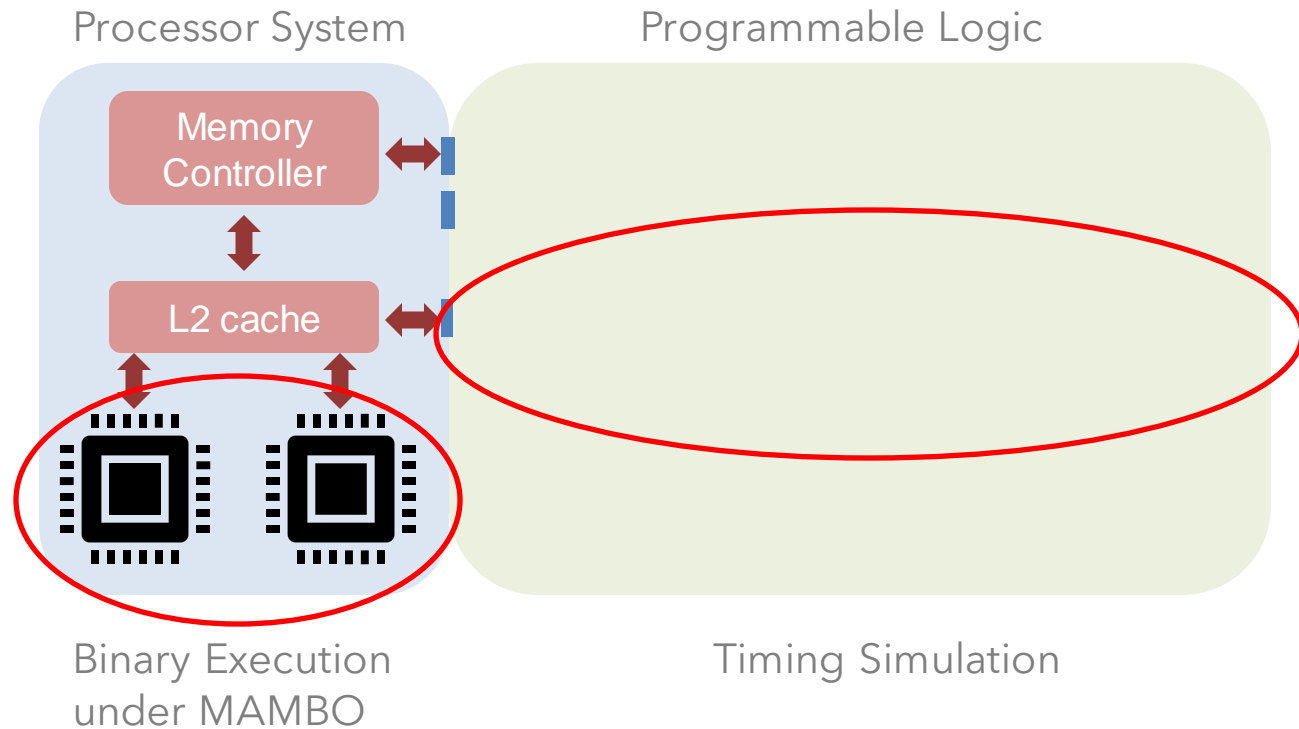 Processor System
Programmable Logic
Memory
Controller
L2 cache
Binary Execution
under MAMBO
Timing Simulation